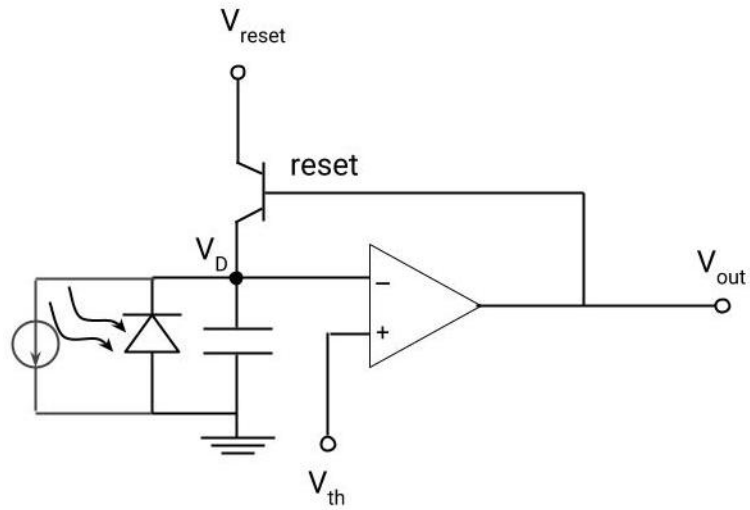 V_reset
reset
V_D
V_out
−
+
V_th